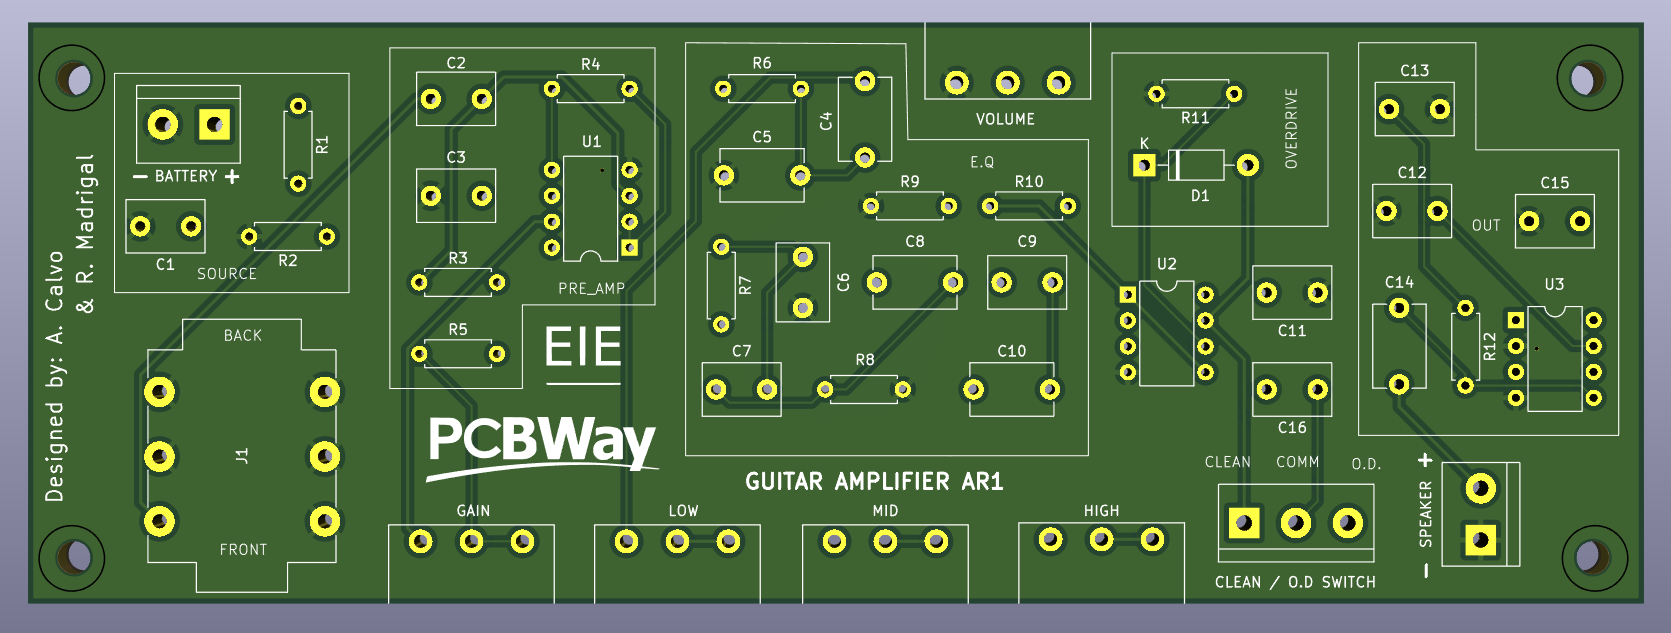 Designed by: A. Calvo
& R. Madrigal
BATTERY
- +
R1
C1
R2
SOURCE
BACK
J1
FRONT
C2
R4
U1
C3
R3
PRE_AMP
R5
EIE
PCBWay
GAIN
R6
C4
C5
E.Q
R9
R10
R7
C6
C8
C9
C7
R8
C10
GUITAR AMPLIFIER AR1
LOW
MID
HIGH
VOLUME
R11
OVERDRIVE
K
D1
U2
C11
C16
CLEAN COMM O.D.
CLEAN / O.D SWITCH
C13
C12
C15
OUT
C14
R12
U3
- SPEAKER +